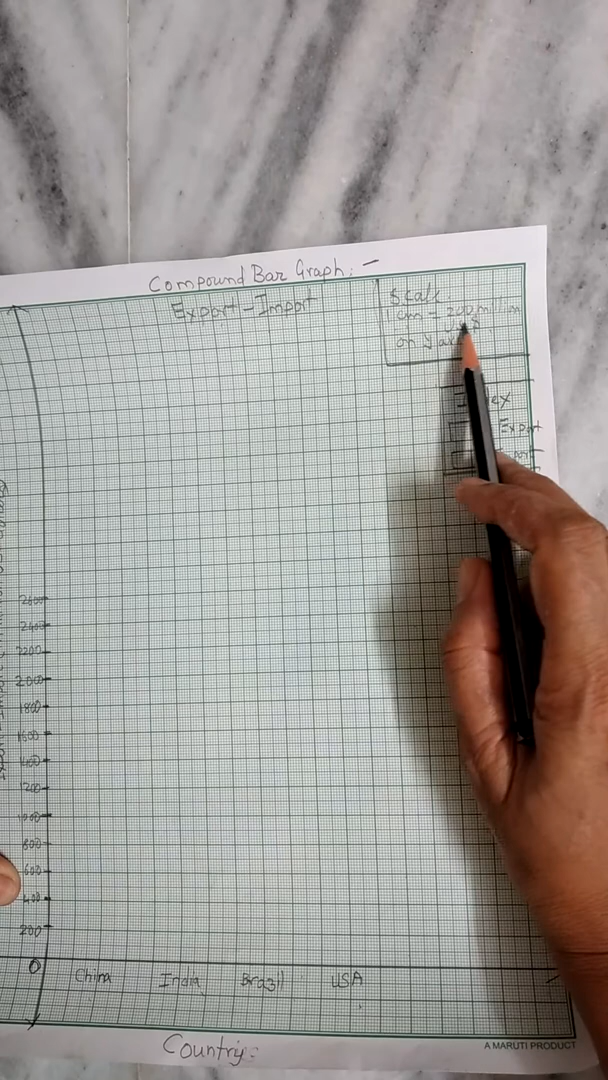 Compound Bar Graph:-
Export-Import
Scale:
1 cm = 200 million
US $
on Y axis
Export
2600
2400
2200
2000
1800
1600
1400
1200
1000
800
600
400
200
0
China India Brazil USA
Country:
A MARUTI PRODUCT